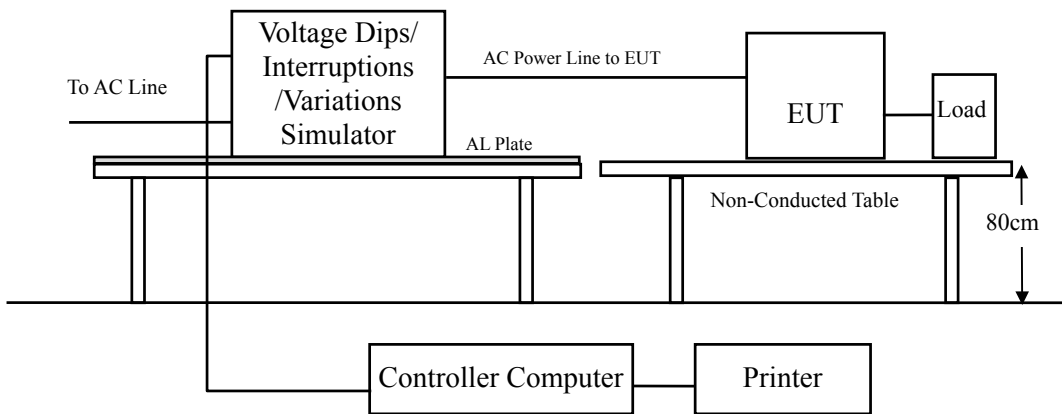 Voltage Dips/
Interruptions
/Variations
Simulator
To AC Line
AC Power Line to EUT
EUT
Load
AL Plate
Non-Conducted Table
80cm
Controller Computer
Printer